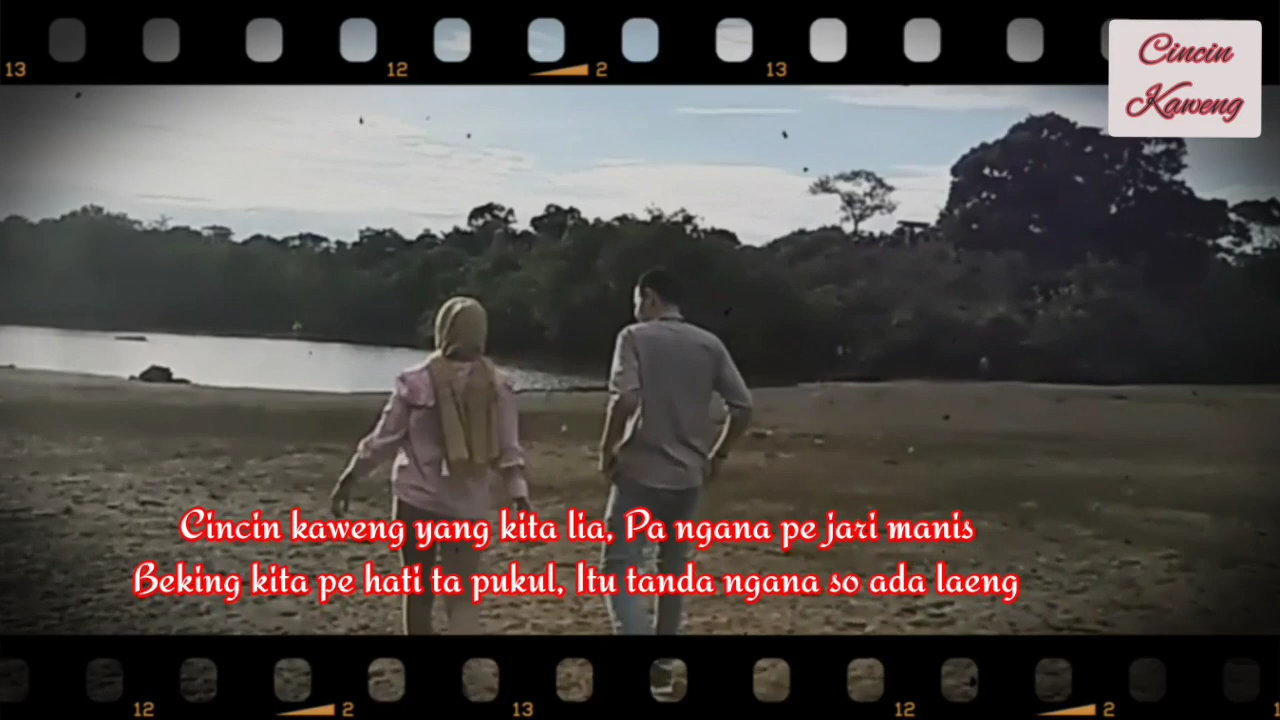 13 12 2 13
Cincin
Kaweng
Cincin kaweng yang kita lia, Pa ngana pe jari manis
Beking kita pe hati ta pukul, Itu tanda ngana so ada laeng
12 2 13 12 2